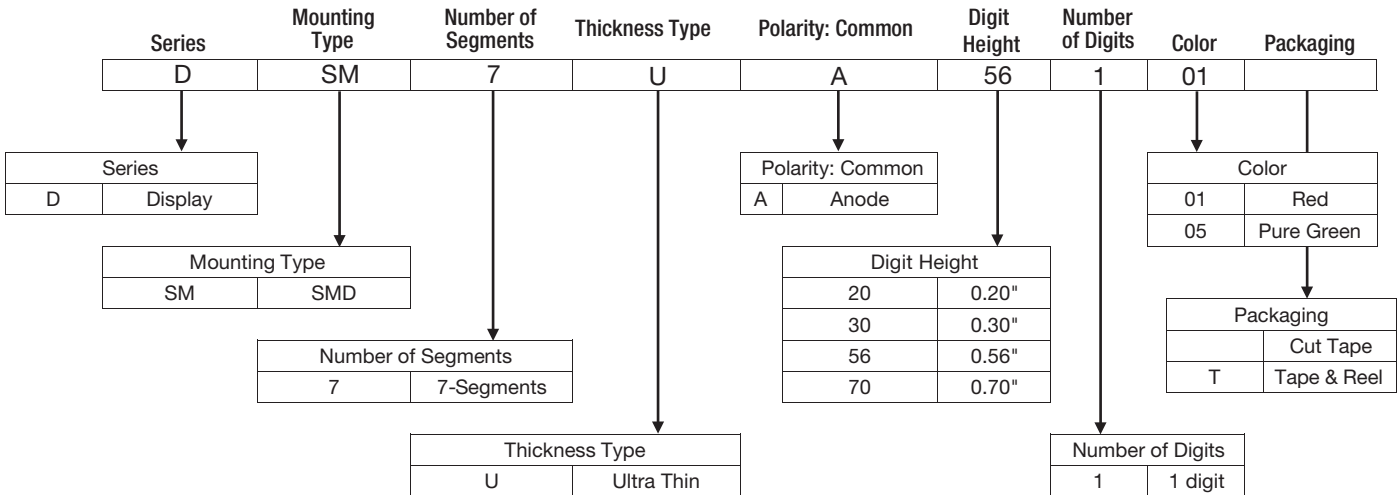 Series Mounting Type Number of Segments Thickness Type Polarity: Common Digit Height Number of Digits Color Packaging
D SM 7 U A 56 1 01
Series
D Display
Mounting Type
SM SMD
Number of Segments
7 7-Segments
Thickness Type
U Ultra Thin
Polarity: Common
A Anode
Digit Height
20 0.20"
30 0.30"
56 0.56"
70 0.70"
Number of Digits
1 1 digit
Color
01 Red
05 Pure Green
Packaging
Cut Tape
T Tape & Reel